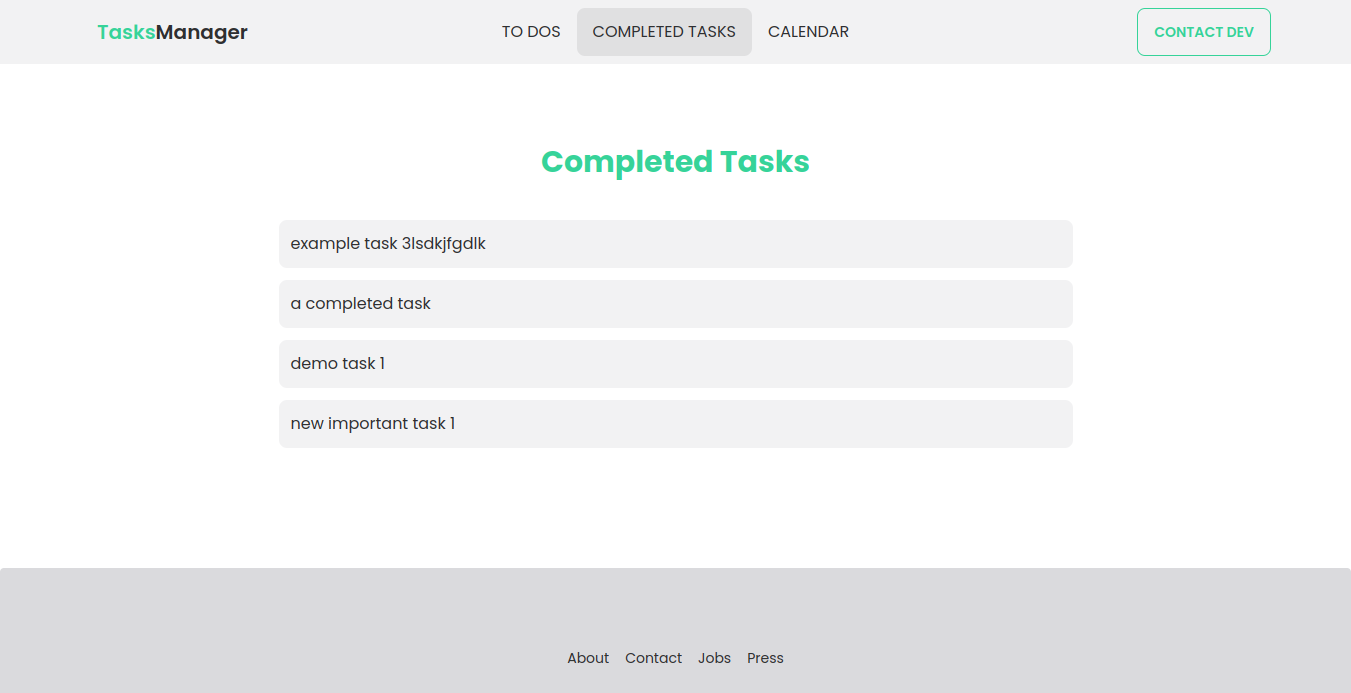 TasksManager TO DOS COMPLETED TASKS CALENDAR CONTACT DEV
Completed Tasks
example task 3lsdkjfgdlk
a completed task
demo task 1
new important task 1
About Contact Jobs Press